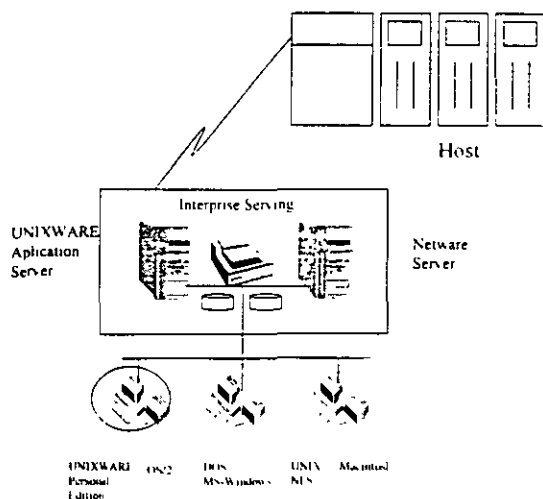 Host
Interprise Serving
UNIXWARE
Aplication
Server
Netware
Server
UNIXWARE
Personal
Edition
OS/2
DOS
MS-Windows
UNIX
NFS
Macintosh